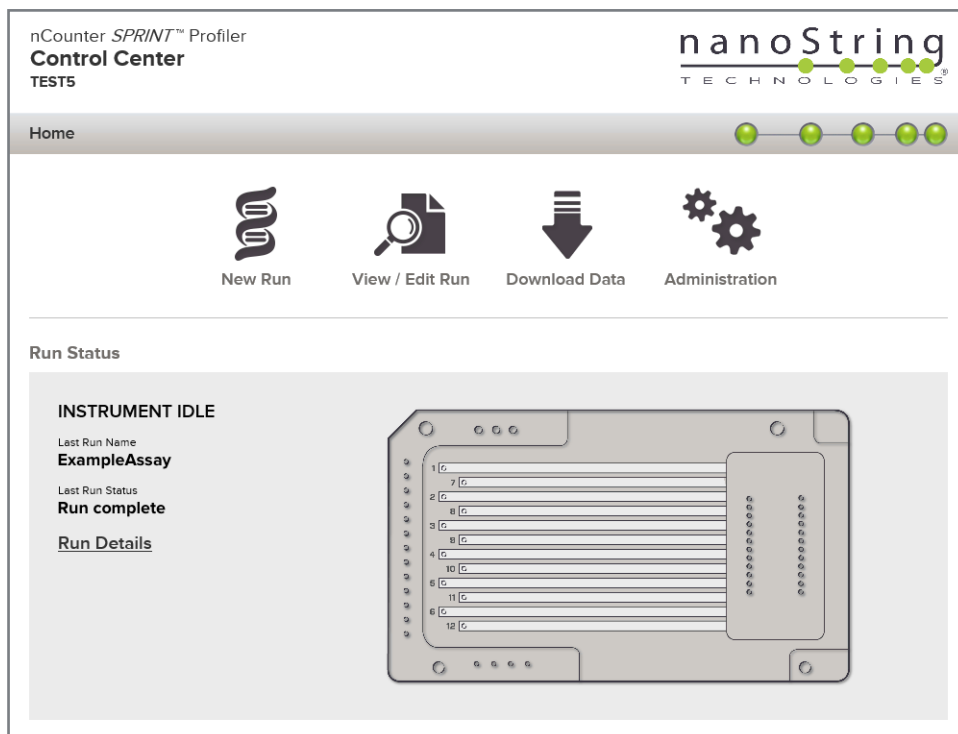 nCounter SPRINT™ Profiler
Control Center
TEST5
nanoString
TECHNOLOGIES®
Home
New Run
View / Edit Run
Download Data
Administration
Run Status
INSTRUMENT IDLE
Last Run Name
ExampleAssay
Last Run Status
Run complete
Run Details
1
7
2
8
3
9
4
10
5
11
6
12